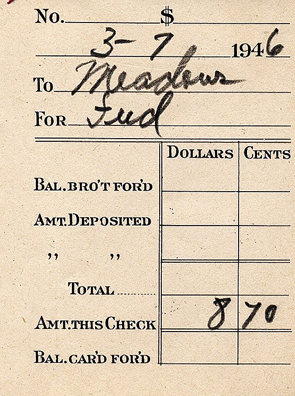 No. $
3-7 1946
To Meadows
For Feed
Dollars Cents
Bal. bro't for'd
Amt. Deposited
" "
Total
Amt. this Check 8 70
Bal. car'd for'd